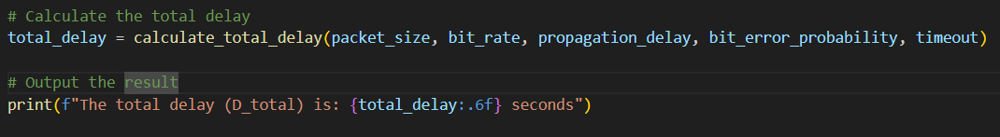 # Calculate the total delay
total_delay = calculate_total_delay(packet_size, bit_rate, propagation_delay, bit_error_probability, timeout)
# Output the result
print(f"The total delay (D_total) is: {total_delay:.6f} seconds")